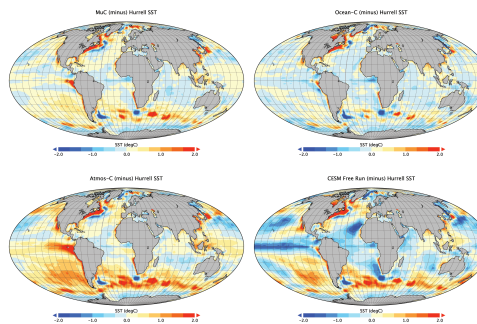 MuC (minus) Hurrell SST
Ocean-C (minus) Hurrell SST
SST (degC)
-2.0 -1.0 0.0 1.0 2.0
SST (degC)
-2.0 -1.0 0.0 1.0 2.0
Atmos-C (minus) Hurrell SST
CESM Free Run (minus) Hurrell SST
SST (degC)
-2.0 -1.0 0.0 1.0 2.0
SST (degC)
-2.0 -1.0 0.0 1.0 2.0